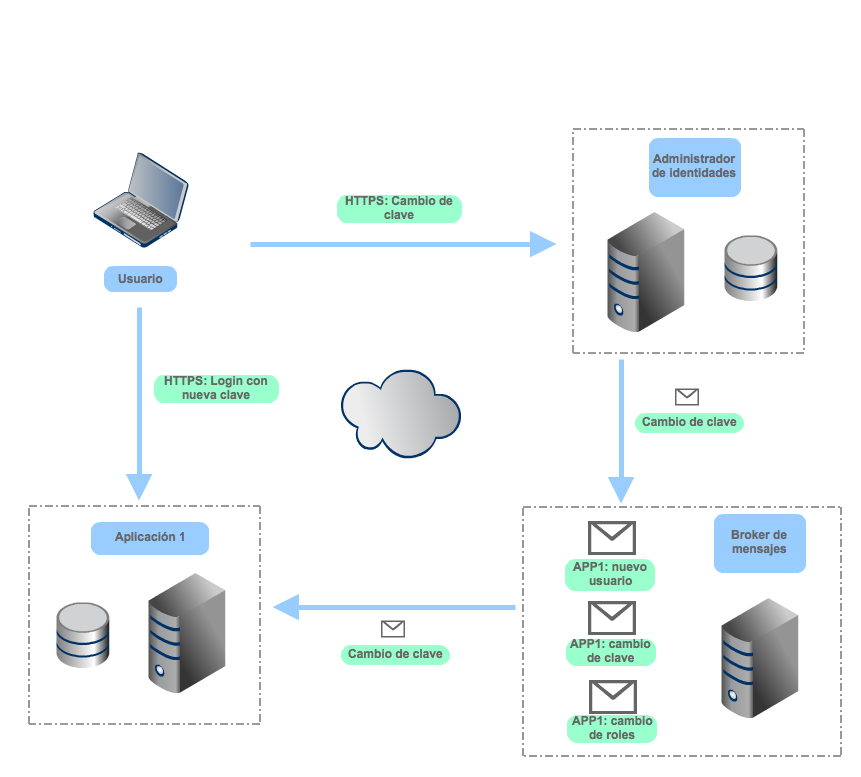 Administrador
de identidades
HTTPS: Cambio de
clave
Usuario
HTTPS: Login con
nueva clave
Cambio de clave
Aplicación 1
Broker de
mensajes
APP1: nuevo
usuario
APP1: cambio
de clave
Cambio de clave
APP1: cambio
de roles